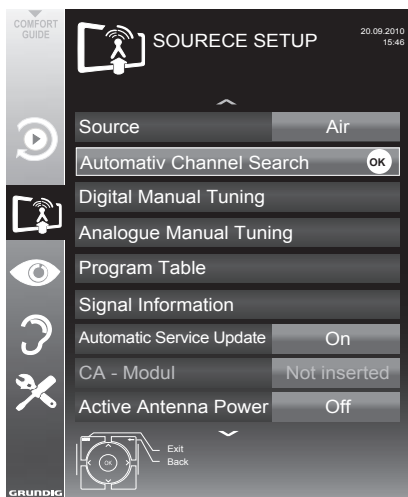 COMFORT
GUIDE
SOURECE SETUP
20.09.2010
15:46
Source Air
Automativ Channel Search OK
Digital Manual Tuning
Analogue Manual Tuning
Program Table
Signal Information
Automatic Service Update On
CA - Modul Not inserted
Active Antenna Power Off
OK
Exit
Back
GRUNDIG